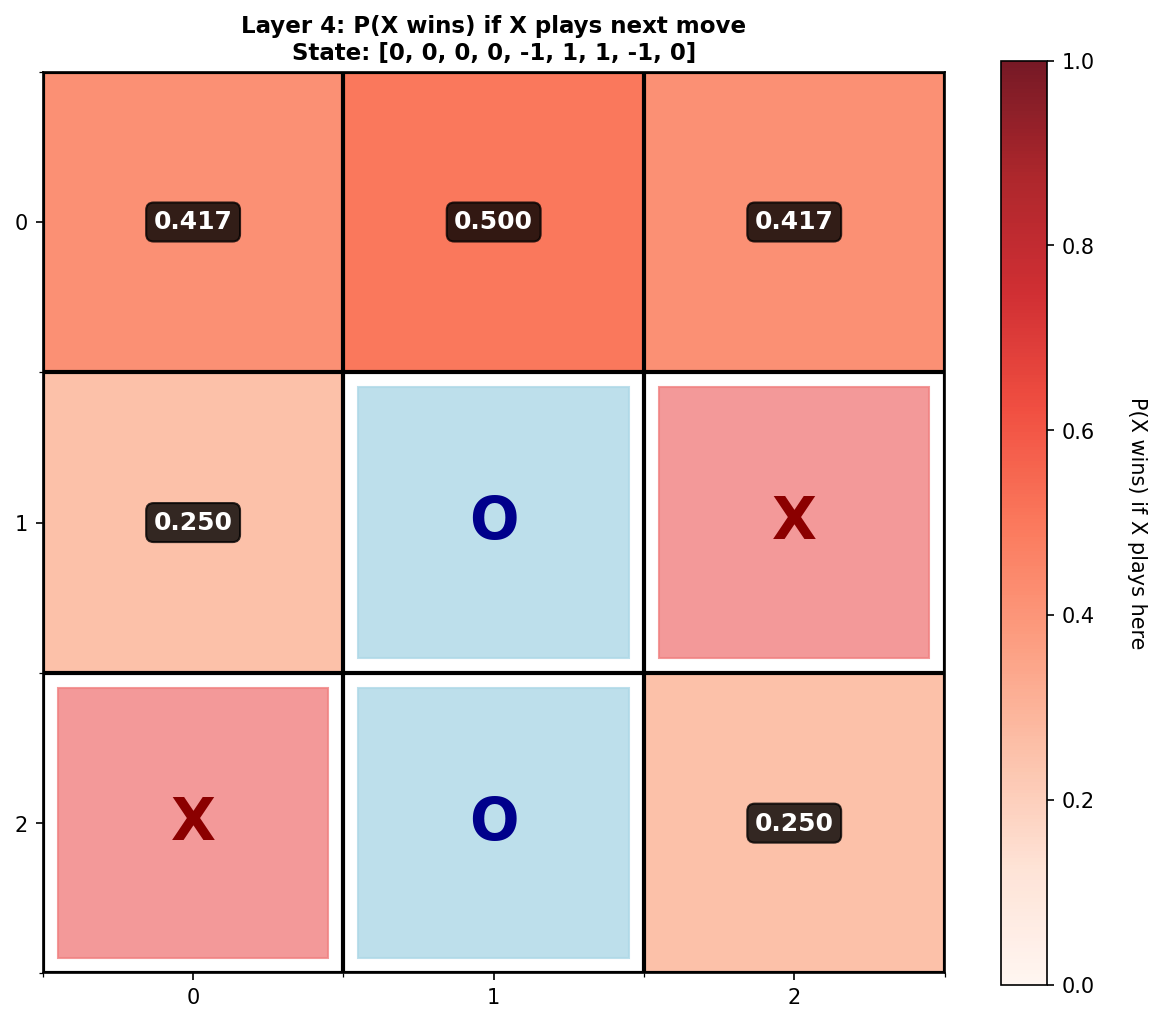 Layer 4: P(X wins) if X plays next move
State: [0, 0, 0, 0, -1, 1, 1, -1, 0]
0
0.417
0.500
0.417
1
0.250
O
X
2
X
O
0.250
0
1
2
1.0
0.8
0.6
0.4
0.2
0.0
P(X wins) if X plays here